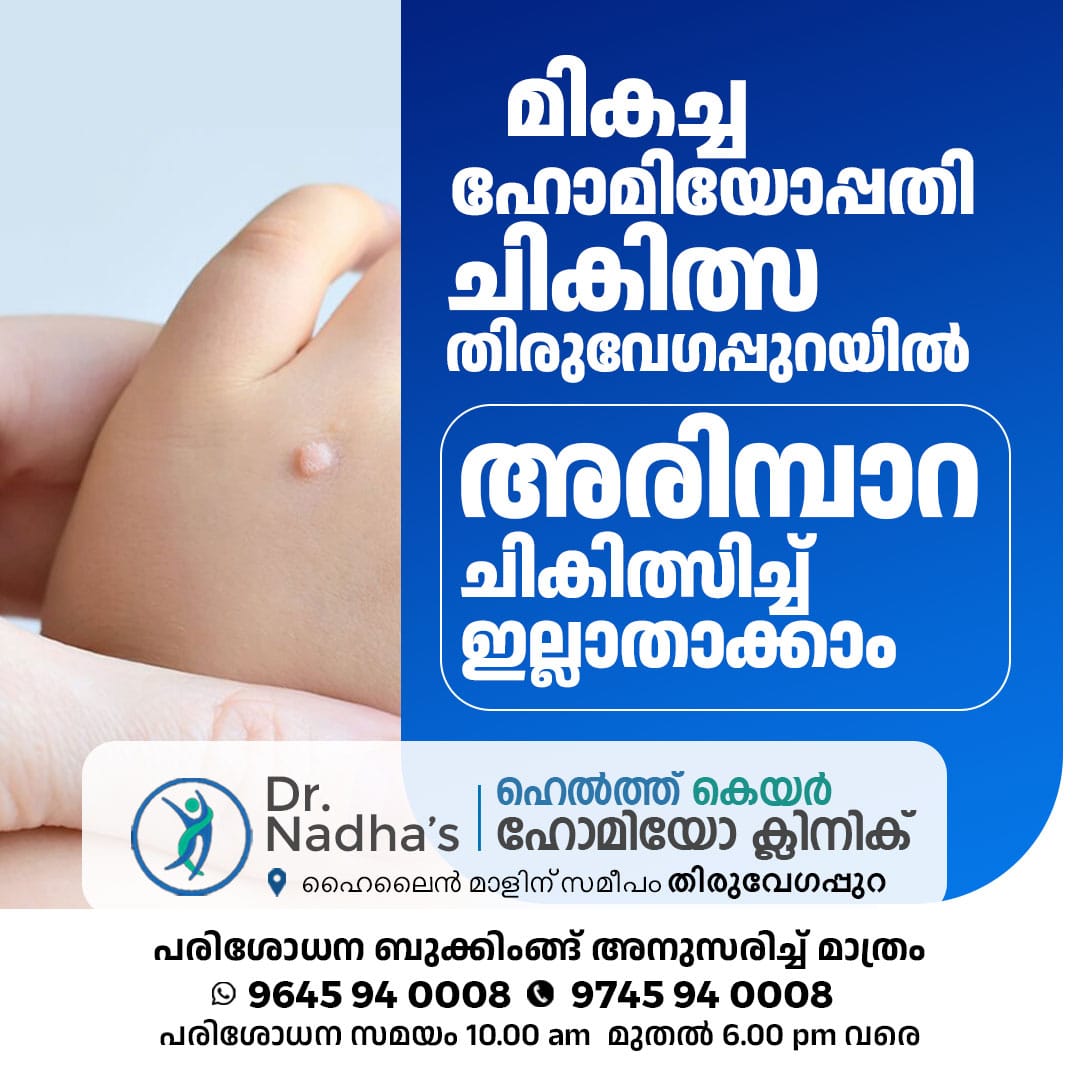 മികച്ച
ഹോമിയോപ്പതി
ചികിത്സ
തിരുവേഗപ്പുറയിൽ
അരിമ്പാറ
ചികിത്സിച്ച്
ഇല്ലാതാക്കാം
Dr.
Nadha's
ഹെൽത്ത് കെയർ
ഹോമിയോ ക്ലിനിക്
ഹൈലൈൻ മാളിന് സമീപം തിരുവേഗപ്പുറ
പരിശോധന ബുക്കിംങ്ങ് അനുസരിച്ച് മാത്രം
9645 94 0008 9745 94 0008
പരിശോധന സമയം 10.00 am മുതൽ 6.00 pm വരെ